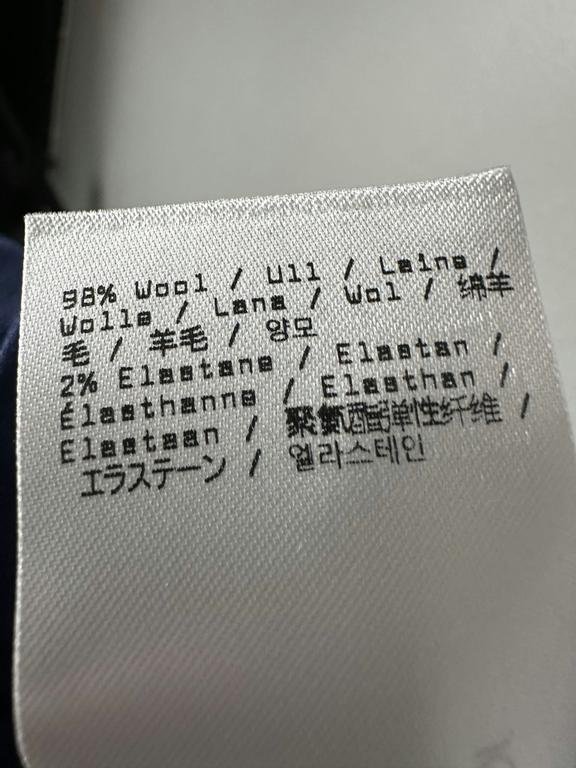 98% Wool / Ull / Laine /
Wolle / Lana / Wol / 绵羊
毛 / 羊毛 / 양모
2% Elastane / Elastan /
Élasthanne / Elasthan /
Elastaan / 聚氨酯弹性纤维 /
エラステーン / 엘라스테인